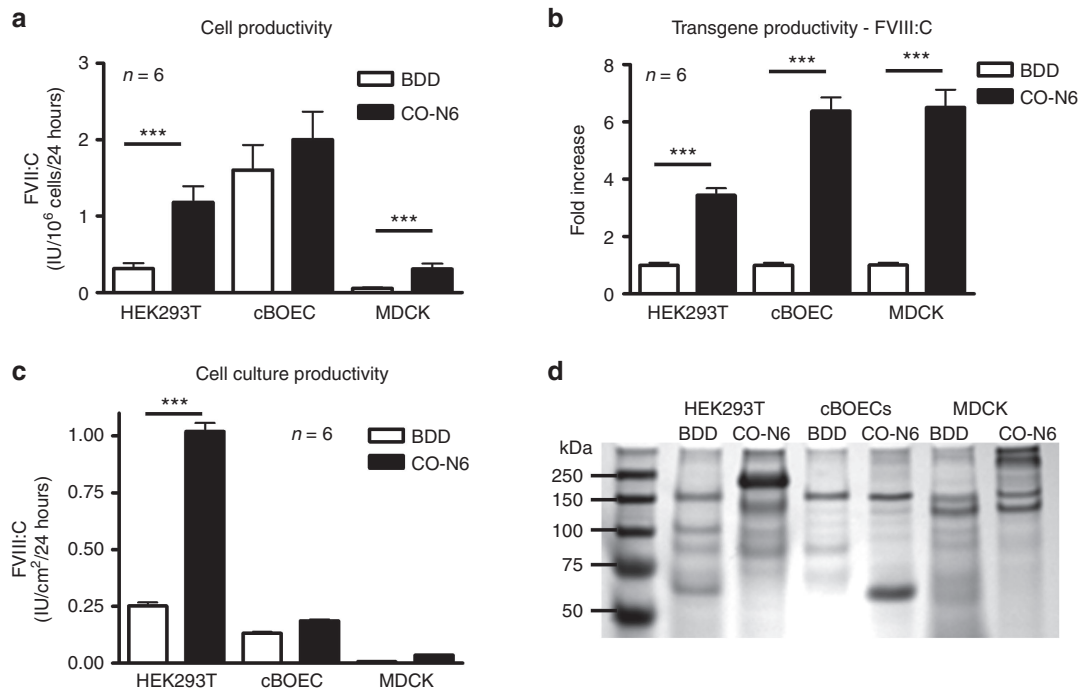 a
Cell productivity
FVII:C
(IU/10⁶ cells/24 hours)
3
2
1
0
n = 6
BDD
CO-N6
***
***
HEK293T cBOEC MDCK
b
Transgene productivity - FVIII:C
Fold increase
8
6
4
2
0
n = 6
BDD
CO-N6
***
***
***
HEK293T cBOEC MDCK
c
Cell culture productivity
FVIII:C
(IU/cm²/24 hours)
1.00
0.75
0.50
0.25
0.00
***
n = 6
BDD
CO-N6
HEK293T cBOEC MDCK
d
HEK293T cBOECs MDCK
kDa BDD CO-N6 BDD CO-N6 BDD CO-N6
250
150
100
75
50